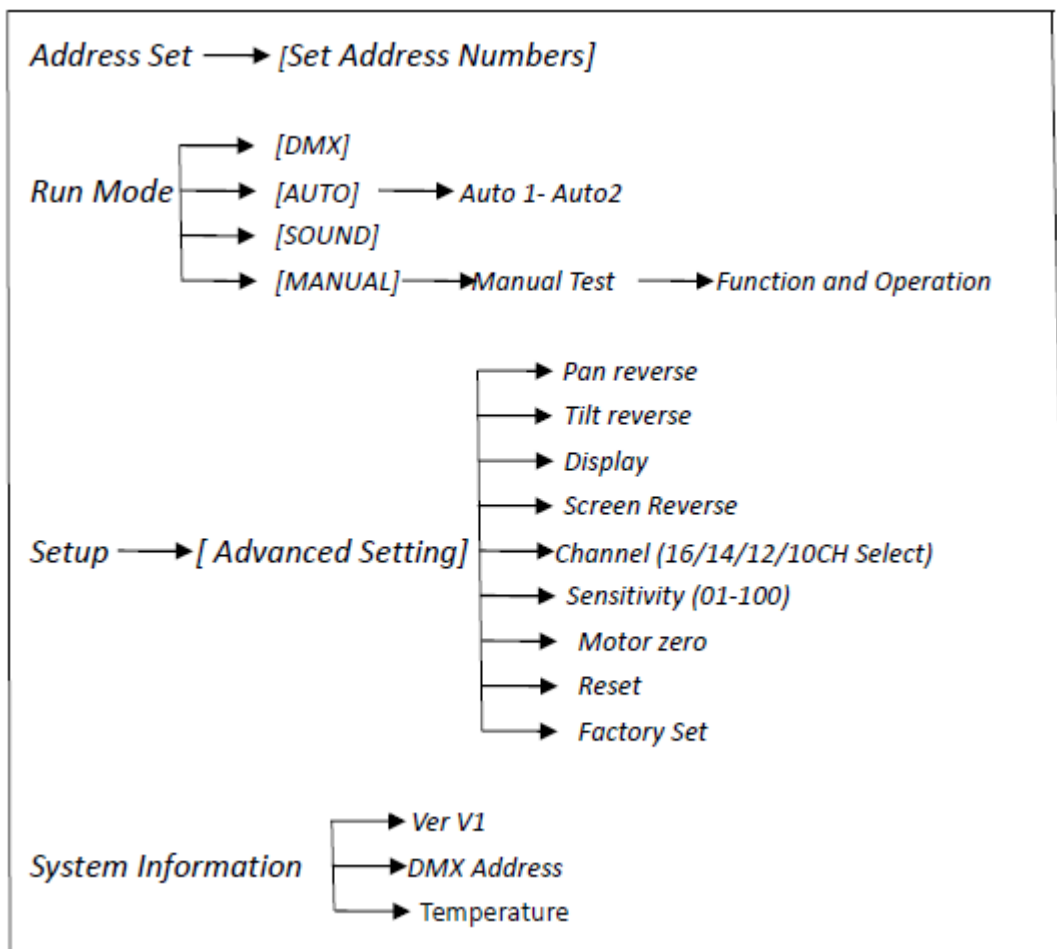 Address Set [Set Address Numbers]
[DMX]
Run Mode [AUTO] Auto 1- Auto2
[SOUND]
[MANUAL] Manual Test Function and Operation
Pan reverse
Tilt reverse
Display
Screen Reverse
Setup [ Advanced Setting] Channel (16/14/12/10CH Select)
Sensitivity (01-100)
Motor zero
Reset
Factory Set
Ver V1
System Information DMX Address
Temperature